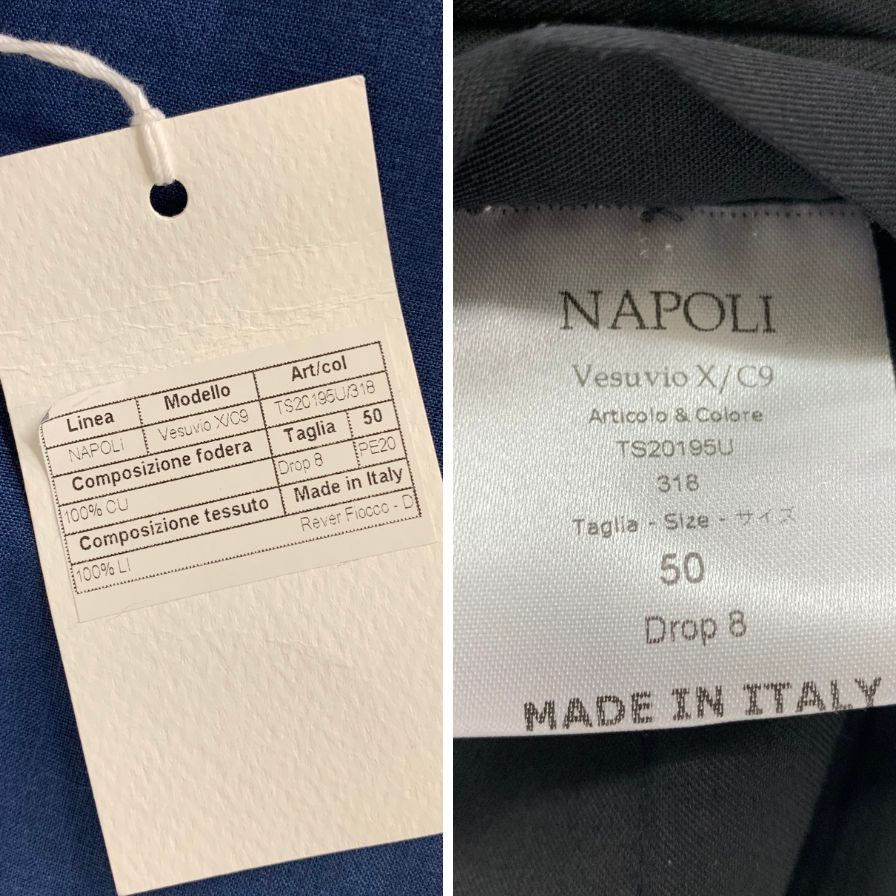 Linea Modello Art/col
NAPOLi Vesuvio X/C9 TS20195U/318
Composizione fodera Taglia 50
100% CU Drop 8 PE20
Composizione tessuto Made in Italy
100% LI Rever Fiocco - D
NAPOLI
Vesuvio X/C9
Articolo & Colore
TS20195U
318
Taglia - Size - サイズ
50
Drop 8
MADE IN ITALY